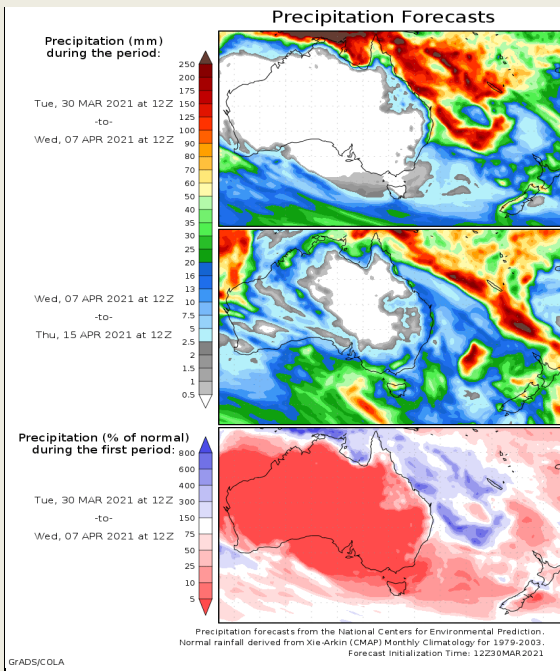 Precipitation Forecasts
Precipitation (mm)
during the period:
Tue, 30 MAR 2021 at 12Z
-to-
Wed, 07 APR 2021 at 12Z
250
200
175
150
125
100
90
80
70
60
50
40
35
30
25
20
16
13
10
7.5
5
2.5
2
1.5
1
0.5
Wed, 07 APR 2021 at 12Z
-to-
Thu, 15 APR 2021 at 12Z
Precipitation (% of normal)
during the first period:
Tue, 30 MAR 2021 at 12Z
-to-
Wed, 07 APR 2021 at 12Z
800
600
400
300
150
75
50
25
10
5
Precipitation forecasts from the National Centers for Environmental Prediction.
Normal rainfall derived from Xie-Arkin (CMAP) Monthly Climatology for 1979-2003.
Forecast Initialization Time: 12Z30MAR2021
GrADS/COLA